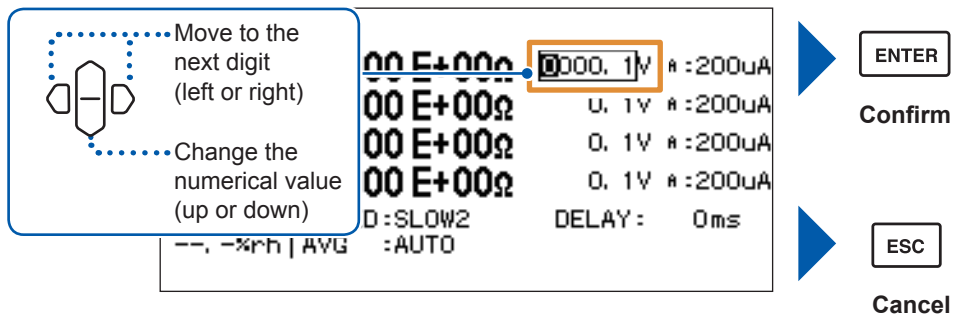 Move to the
next digit
(left or right)
Change the
numerical value
(up or down)
00 E+00Ω 0000. 1V A:200uA
00 E+00Ω 0. 1V A:200uA
00 E+00Ω 0. 1V A:200uA
00 E+00Ω 0. 1V A:200uA
D:SLOW2 DELAY: 0ms
--. -%rh | AVG :AUTO
ENTER
Confirm
ESC
Cancel